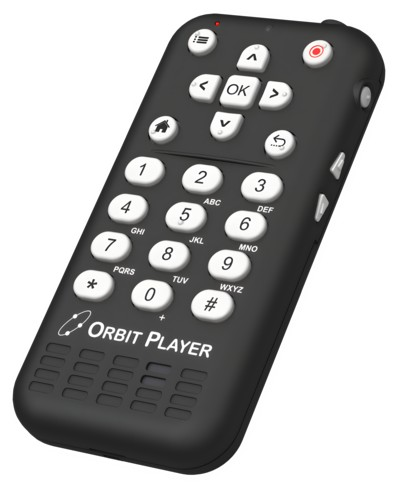 OK
1 2 3
ABC DEF
4 5 6
GHI JKL MNO
7 8 9
PQRS TUV WXYZ
* 0 #
+
ORBIT PLAYER